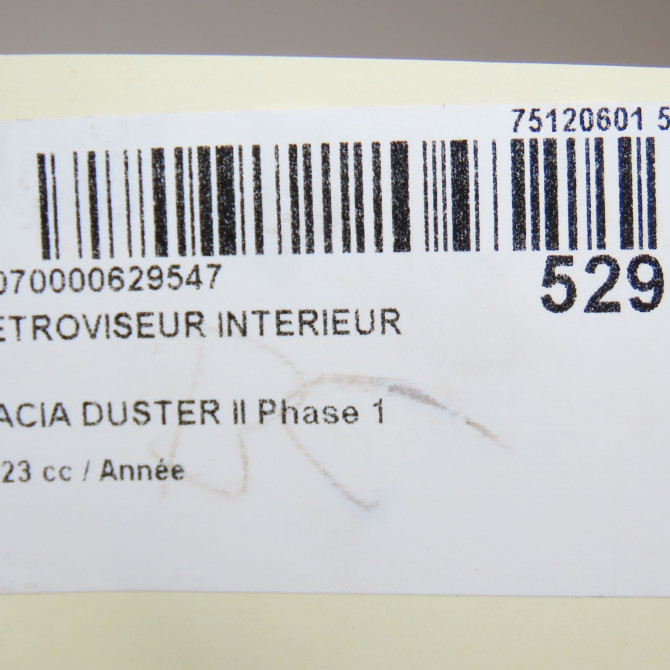 75120601 5
070000629547
529
ETROVISEUR INTERIEUR
ACIA DUSTER II Phase 1
23 cc / Année